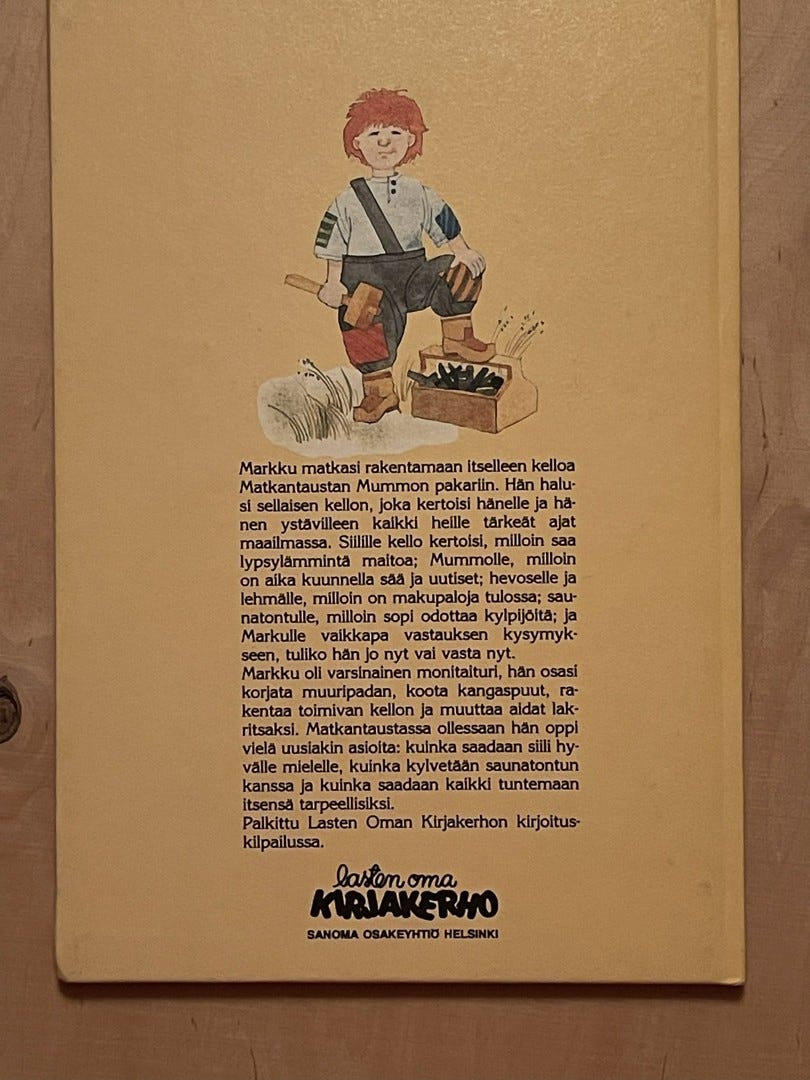 Markku matkasi rakentamaan itselleen kelloa
Matkantaustan Mummon pakariin. Hän halu-
si sellaisen kellon, joka kertoisi hänelle ja hä-
nen ystävilleen kaikki heille tärkeät ajat
maailmassa. Siilille kello kertoisi, milloin saa
lypsylämmintä maitoa; Mummolle, milloin
on aika kuunnella sää ja uutiset; hevoselle ja
lehmälle, milloin on makupaloja tulossa; sau-
natontulle, milloin sopi odottaa kylpijöitä; ja
Markulle vaikkapa vastauksen kysymyk-
seen, tuliko hän jo nyt vai vasta nyt.
Markku oli varsinainen monitaituri, hän osasi
korjata muuripadan, koota kangaspuut, ra-
kentaa toimivan kellon ja muuttaa aidat lak-
ritsaksi. Matkantaustassa ollessaan hän oppi
vielä uusiakin asioita: kuinka saadaan siili hy-
välle mielelle, kuinka kylvetään saunatontun
kanssa ja kuinka saadaan kaikki tuntemaan
itsensä tarpeellisiksi.
Palkittu Lasten Oman Kirjakerhon kirjoitus-
kilpailussa.
lasten oma
KIRJAKERHO
SANOMA OSAKEYHTIÖ HELSINKI